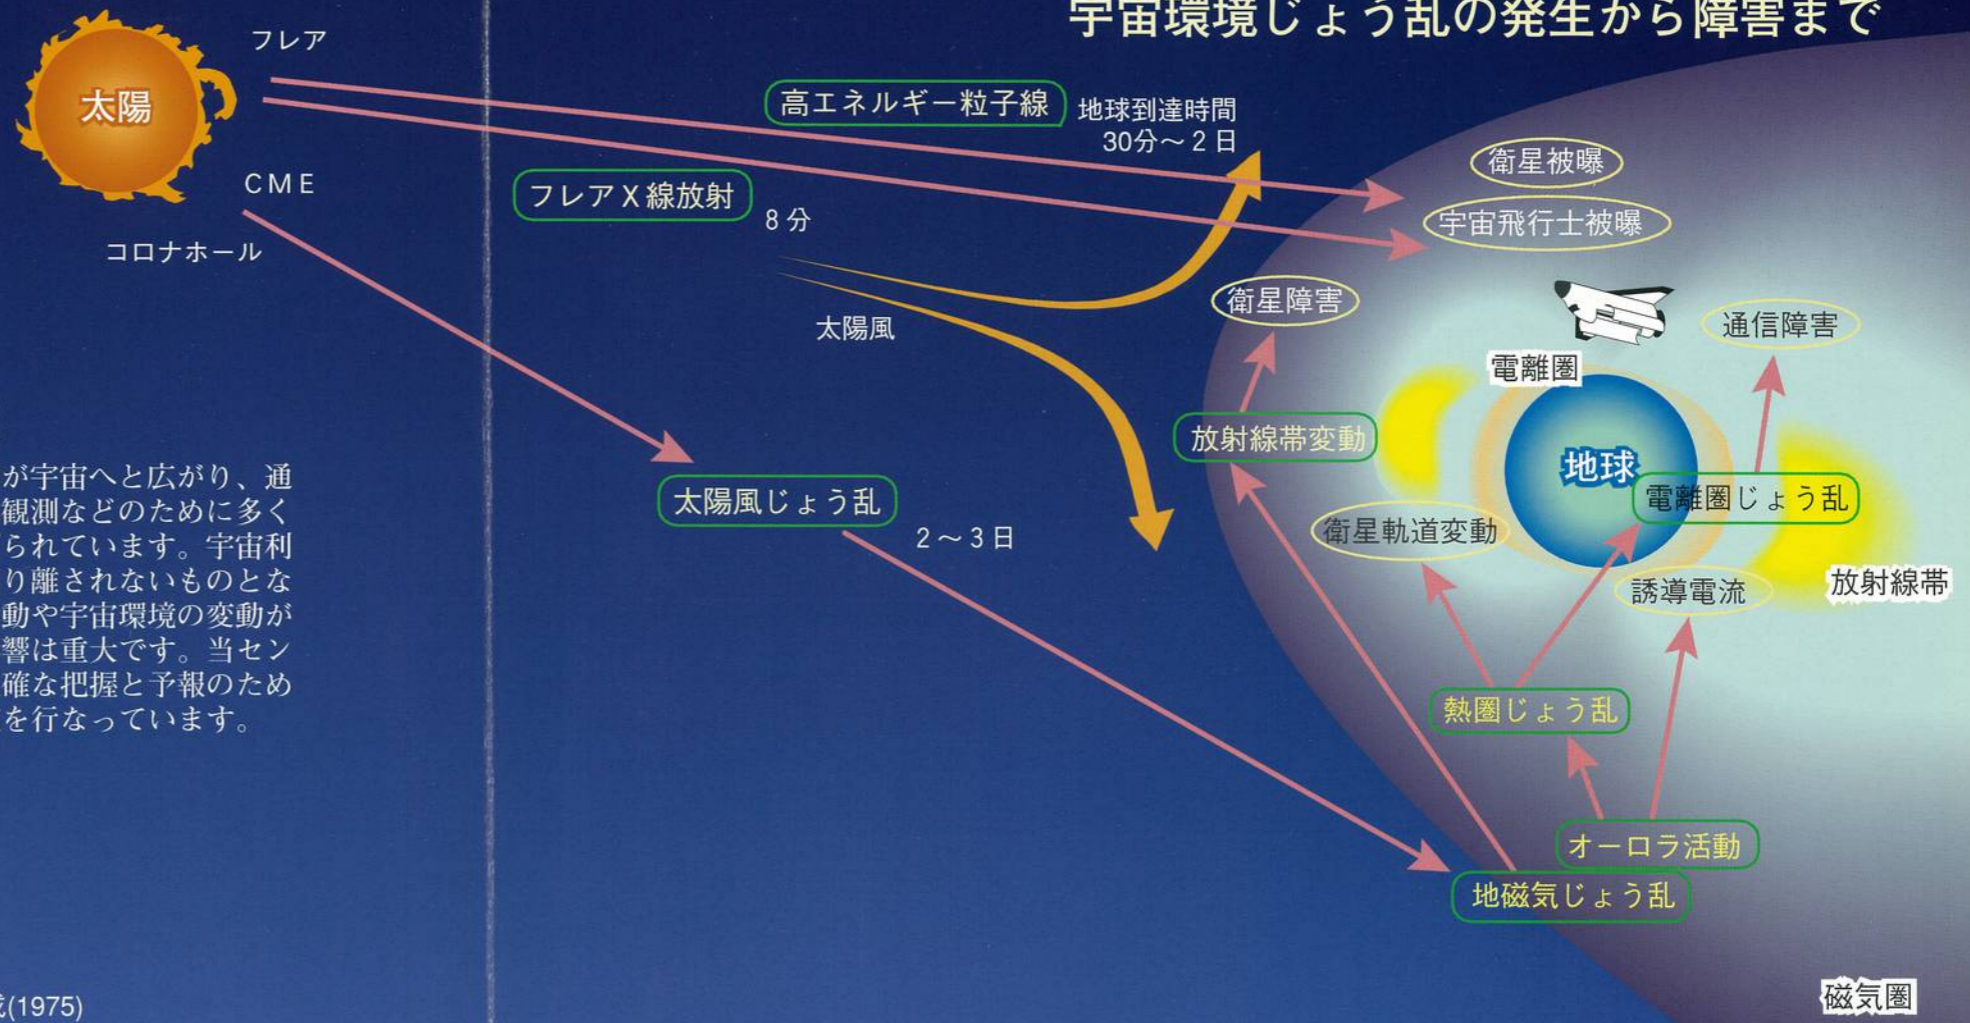 宇宙環境じょう乱の発生から障害まで
フレア
太陽
高エネルギー粒子線
地球到達時間
30分～2日
CME
フレアX線放射
8分
コロナホール
太陽風
衛星被曝
宇宙飛行士被曝
衛星障害
通信障害
電離圏
放射線帯変動
地球
電離圏じょう乱
太陽風じょう乱
2～3日
衛星軌道変動
誘導電流
放射線帯
熱圏じょう乱
オーロラ活動
地磁気じょう乱
磁気圏
が宇宙へと広がり、通
観測などのために多く
られています。宇宙利
り離されないものとな
動や宇宙環境の変動が
響は重大です。当セン
確な把握と予報のため
を行なっています。
(1975)